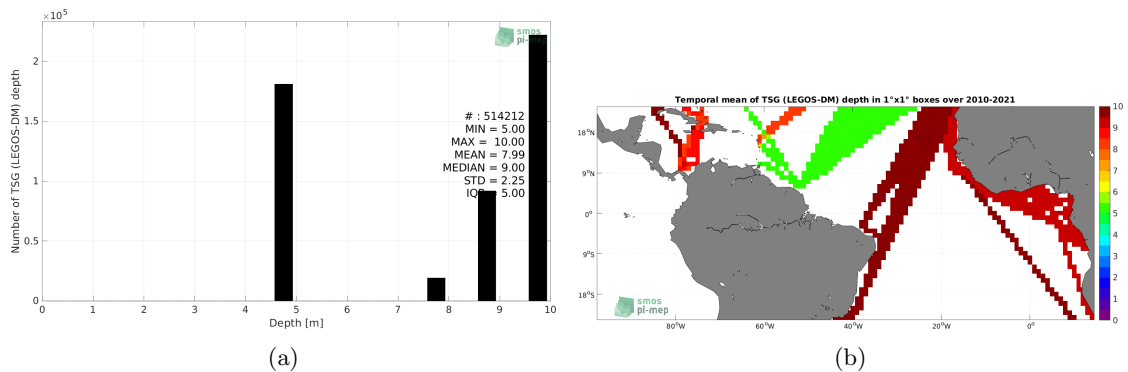 ×10⁵
smos
pi-mep
Number of TSG (LEGOS-DM) depth
2
1.5
1
0.5
0
# : 514212
MIN = 5.00
MAX = 10.00
MEAN = 7.99
MEDIAN = 9.00
STD = 2.25
IQR = 5.00
0 1 2 3 4 5 6 7 8 9 10
Depth [m]
(a)
Temporal mean of TSG (LEGOS-DM) depth in 1°x1° boxes over 2010-2021
18°N
9°N
0°
9°S
18°S
smos
pi-mep
80°W 60°W 40°W 20°W 0°
10
9
8
7
6
5
4
3
2
1
0
(b)